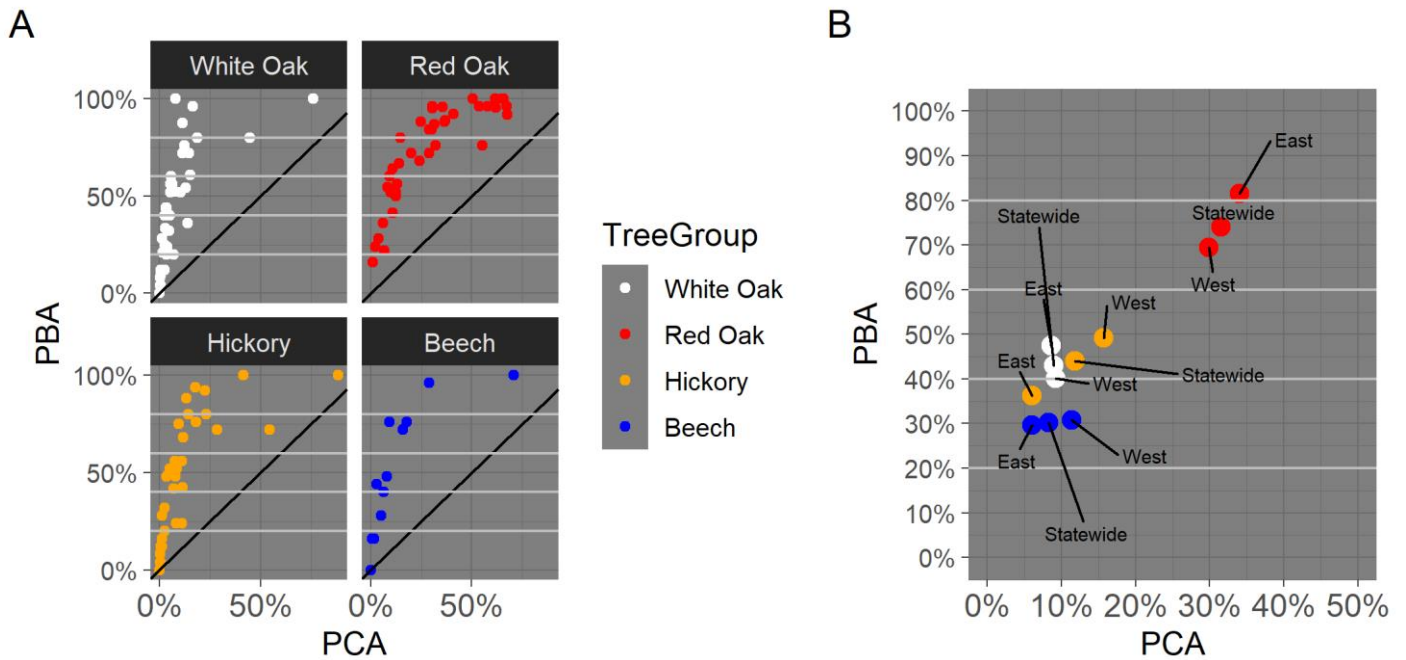 A
White Oak
Red Oak
100%
50%
0%
Hickory
Beech
100%
50%
0%
0%
50%
0%
50%
PCA
PBA
TreeGroup
White Oak
Red Oak
Hickory
Beech
B
100%
90%
80%
70%
60%
50%
40%
30%
20%
10%
0%
East
Statewide
Statewide
West
East
West
East
Statewide
West
East
West
Statewide
0%
10%
20%
30%
40%
50%
PCA
PBA